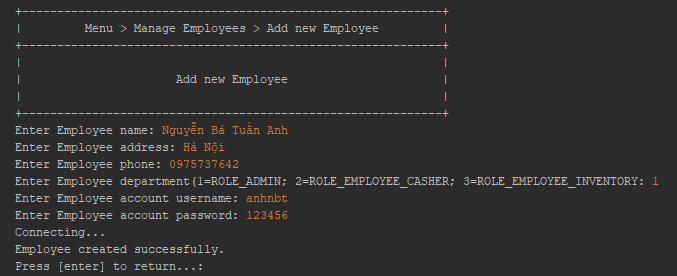 Menu > Manage Employees > Add new Employee
Add new Employee
Enter Employee name: Nguyễn Bá Tuấn Anh
Enter Employee address: Hà Nội
Enter Employee phone: 0975737642
Enter Employee department(1=ROLE_ADMIN; 2=ROLE_EMPLOYEE_CASHER; 3=ROLE_EMPLOYEE_INVENTORY: 1
Enter Employee account username: anhnbt
Enter Employee account password: 123456
Connecting...
Employee created successfully.
Press [enter] to return...: